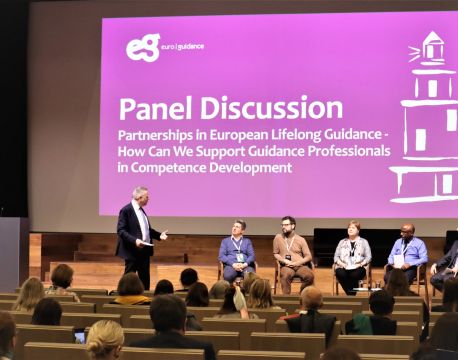 eg euro|guidance
Panel Discussion
Partnerships in European Lifelong Guidance -
How Can We Support Guidance Professionals
in Competence Development